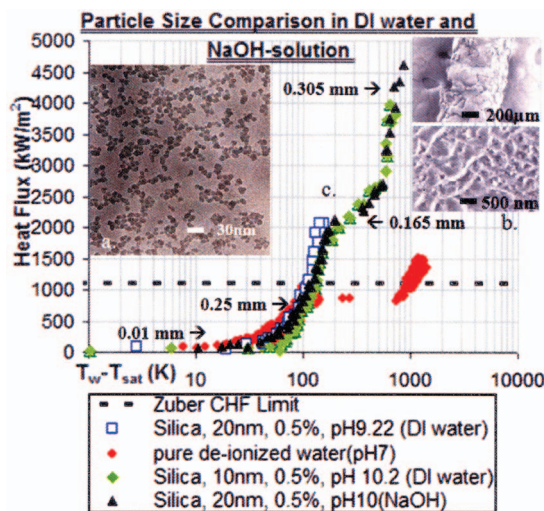 Particle Size Comparison in DI water and
NaOH-solution
5000
4500
4000
3500
3000
2500
2000
1500
1000
500
0
Heat Flux (kW/m²)
0.305 mm
0.165 mm
0.25 mm
0.01 mm
a.
30nm
c.
200µm
500 nm
b.
Tw-Tsat (K)
10
100
1000
10000
Zuber CHF Limit
Silica, 20nm, 0.5%, pH9.22 (DI water)
pure de-ionized water(pH7)
Silica, 10nm, 0.5%, pH 10.2 (DI water)
Silica, 20nm, 0.5%, pH10(NaOH)